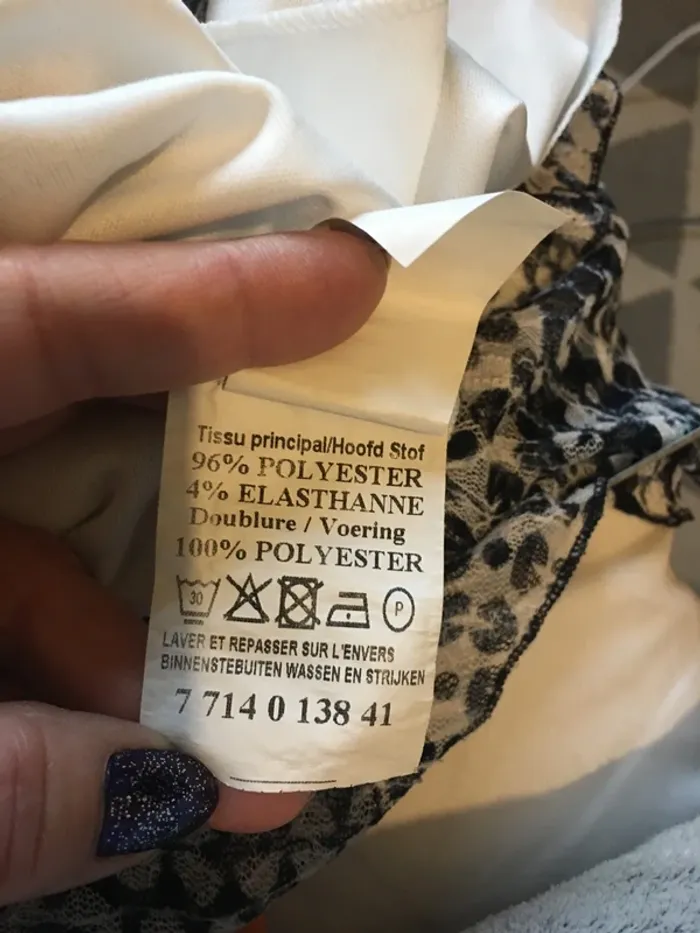 Tissu principal/Hoofd Stof
96% POLYESTER
4% ELASTHANNE
Doublure / Voering
100% POLYESTER
30 P
LAVER ET REPASSER SUR L'ENVERS
BINNENSTEBUITEN WASSEN EN STRIJKEN
7 714 0 138 41